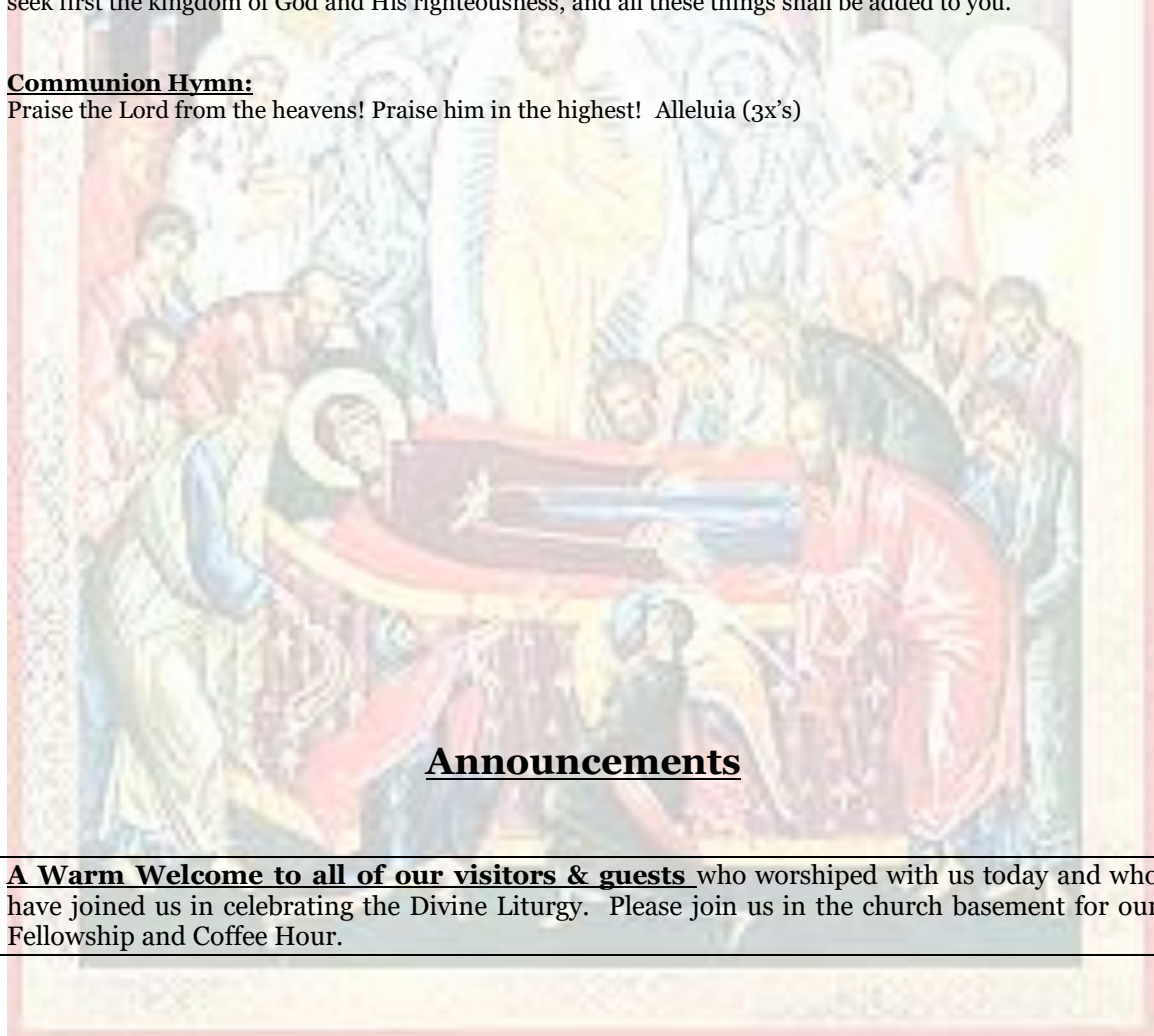 seek first the kingdom of God and His righteousness, and all these things shall be added to you.
Communion Hymn:
Praise the Lord from the heavens! Praise him in the highest!  Alleluia (3x’s)
Announcements
A Warm Welcome to all of our visitors & guests who worshiped with us today and who
have joined us in celebrating the Divine Liturgy.  Please join us in the church basement for our
Fellowship and Coffee Hour.